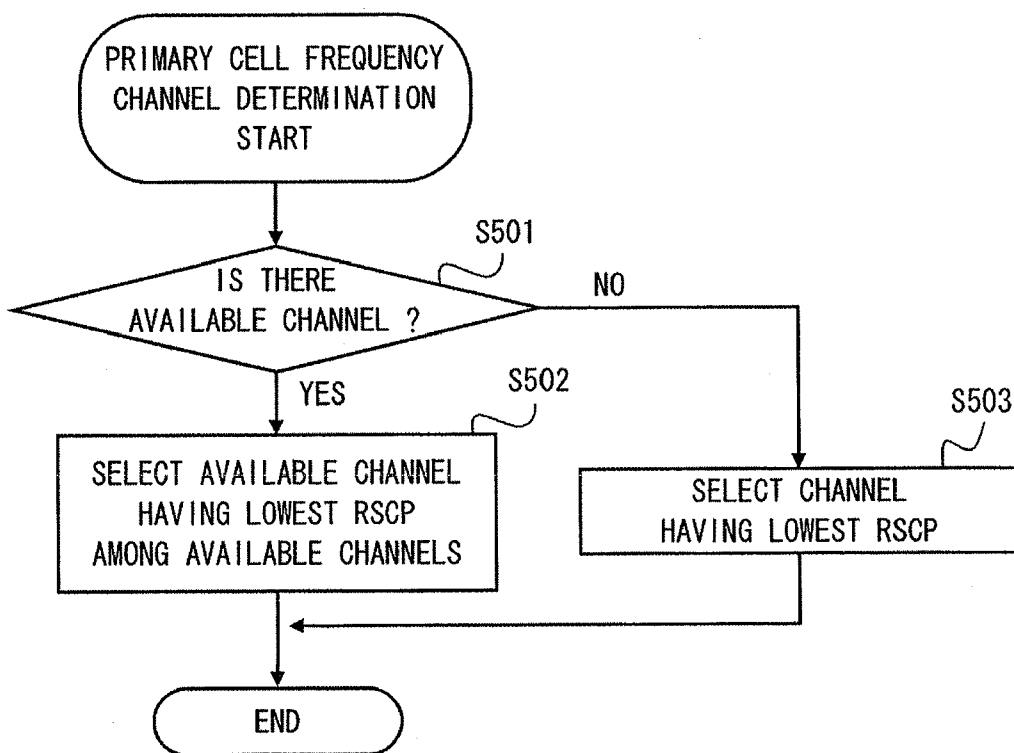 PRIMARY CELL FREQUENCY
CHANNEL DETERMINATION
START
S501
IS THERE
AVAILABLE CHANNEL ?
NO
YES
S502
SELECT AVAILABLE CHANNEL
HAVING LOWEST RSCP
AMONG AVAILABLE CHANNELS
S503
SELECT CHANNEL
HAVING LOWEST RSCP
END